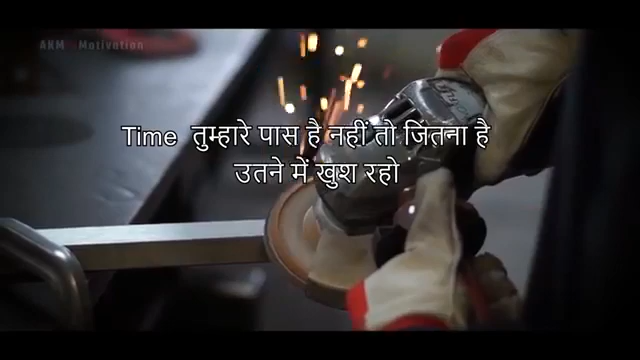 AKM Motivation
Time तुम्हारे पास है नहीं तो जितना है
उतने में खुश रहो